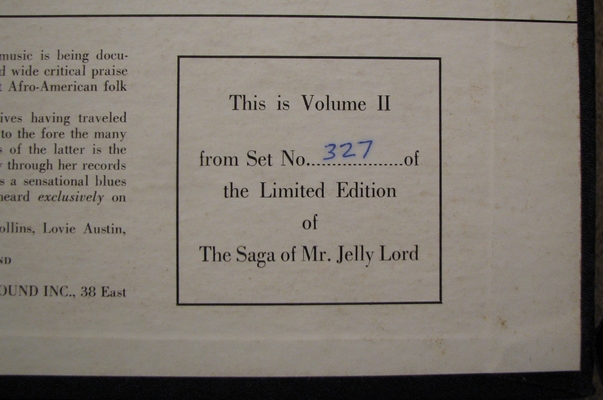 music is being docu-
wide critical praise
Afro-American folk
ives having traveled
to the fore the many
of the latter is the
through her records
s a sensational blues
heard exclusively on
ollins, Lovie Austin,
ND
OUND INC., 38 East
This is Volume II
from Set No....327....................of
the Limited Edition
of
The Saga of Mr. Jelly Lord